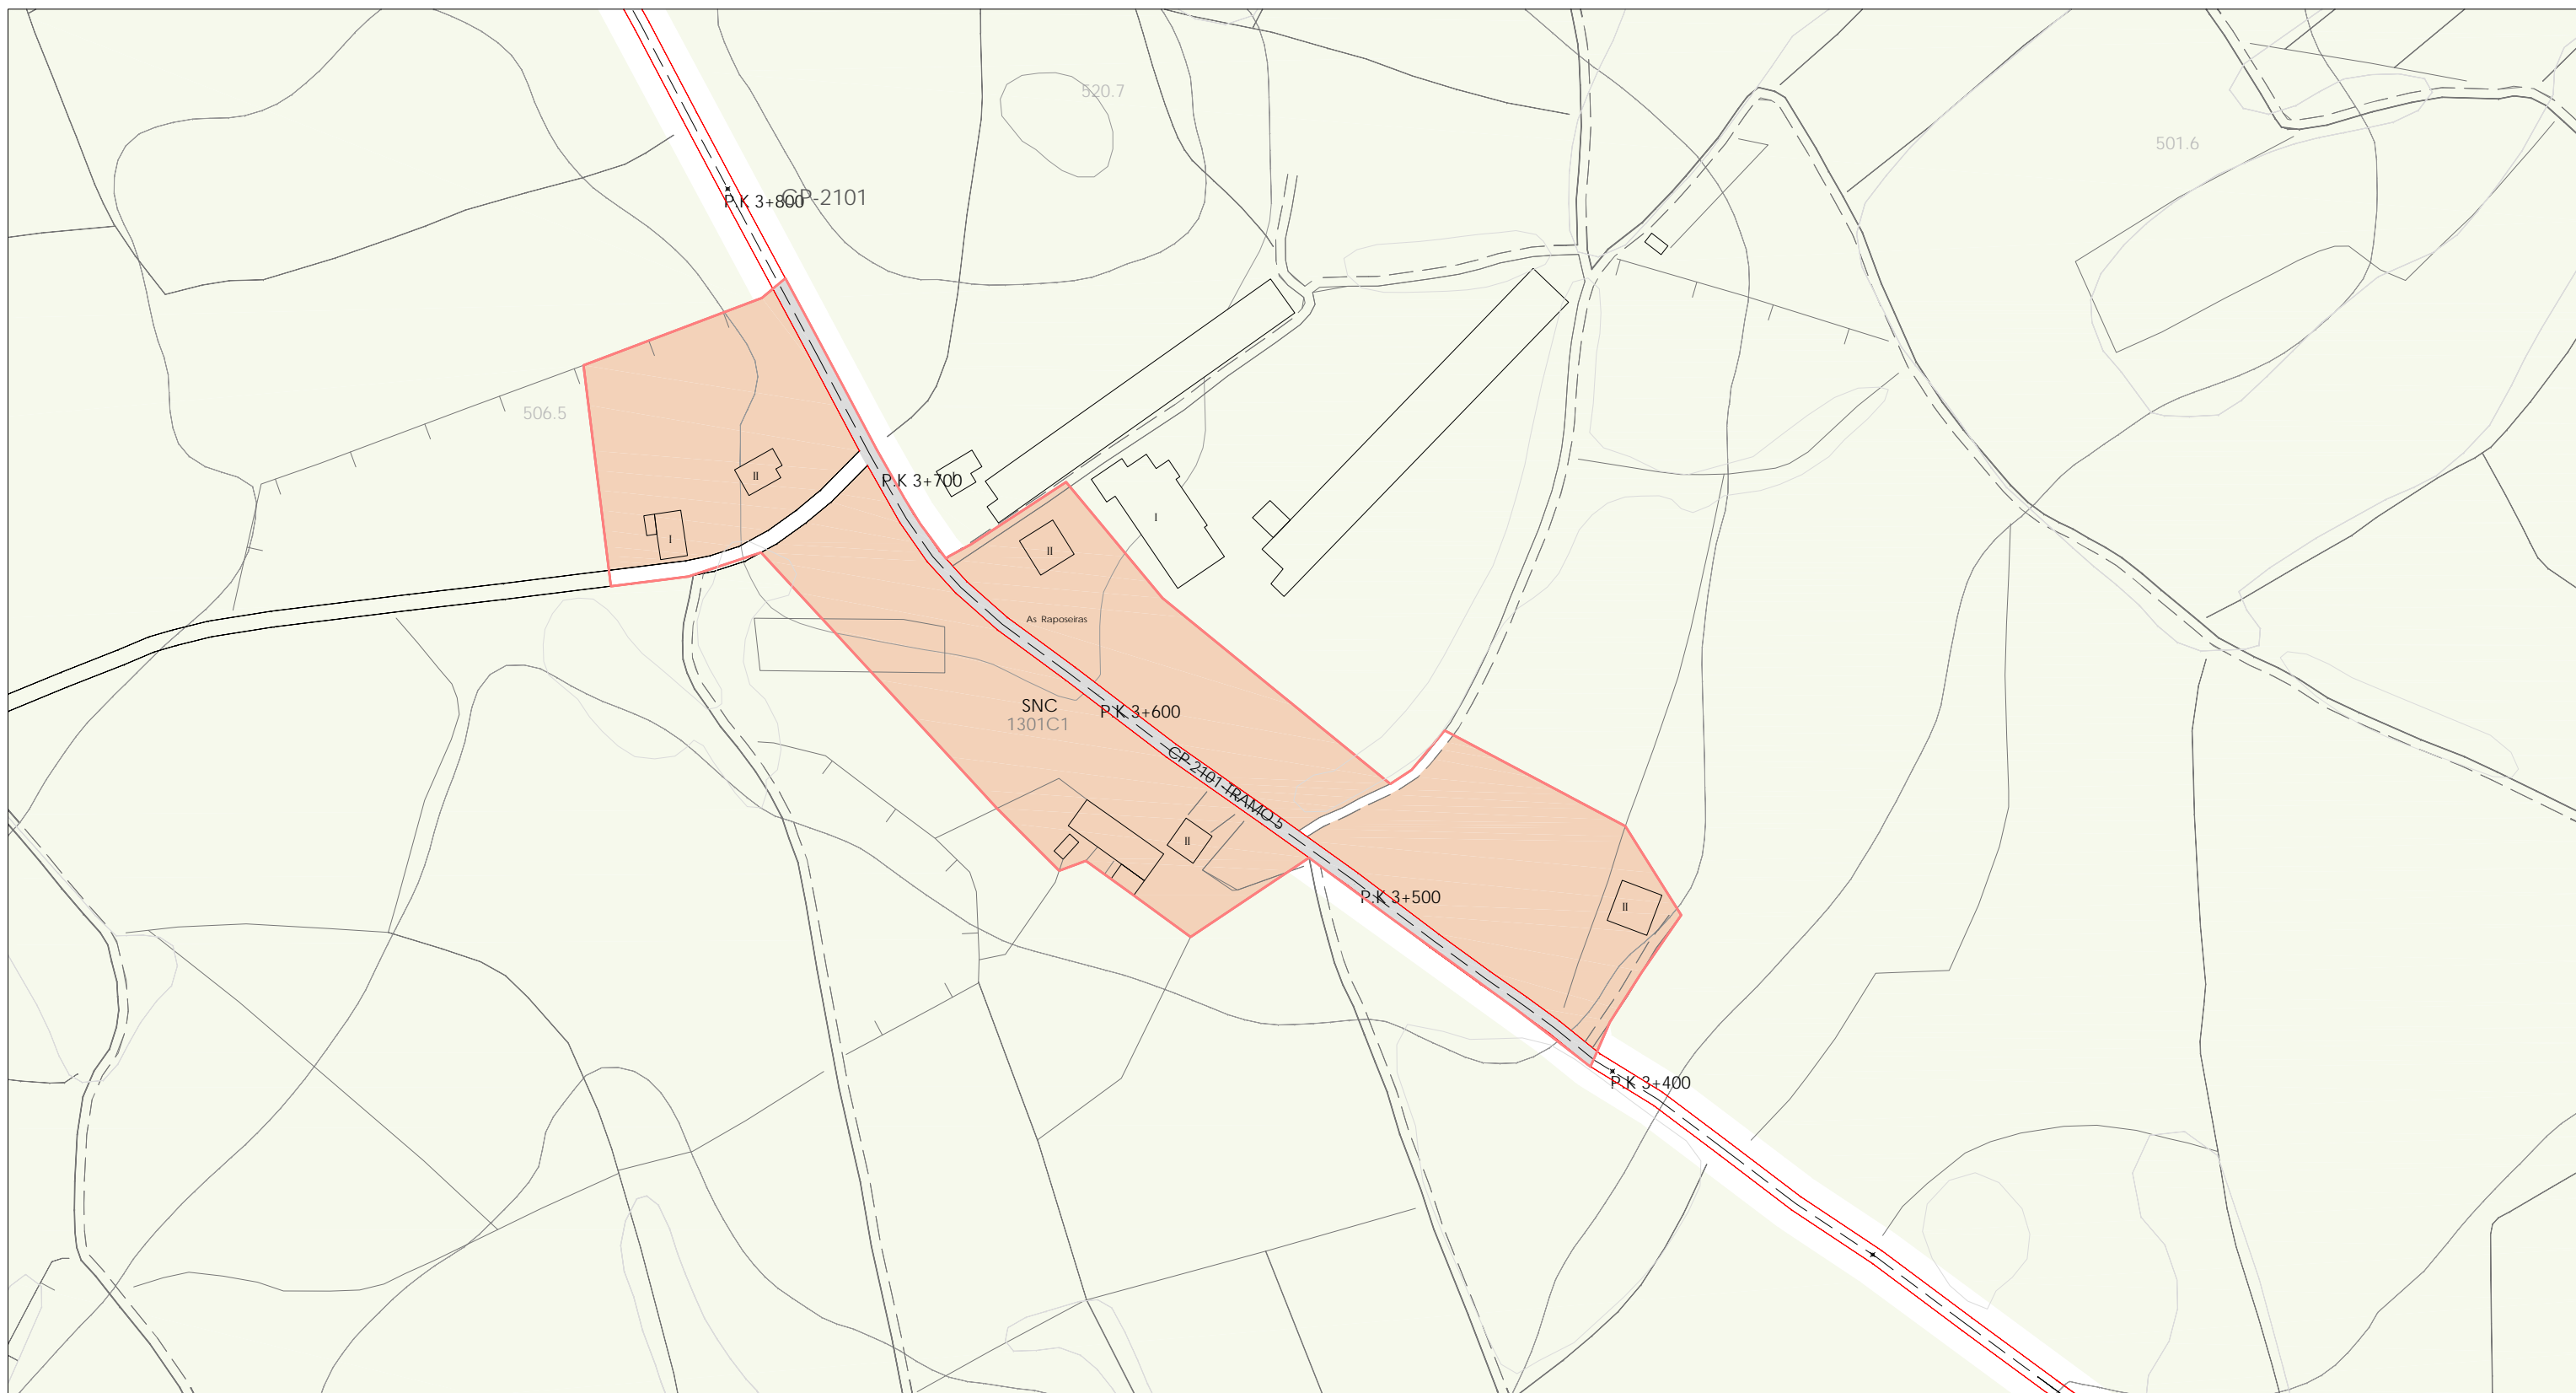 520.7
501.6
P.K 3+800
CP-2101
506.5
II
P.K 3+700
I
I
I
II
As Raposeiras
SNC
1301C1
P.K 3+600
CP-2101-TRAMO 5
II
P.K 3+500
II
P.K 3+400